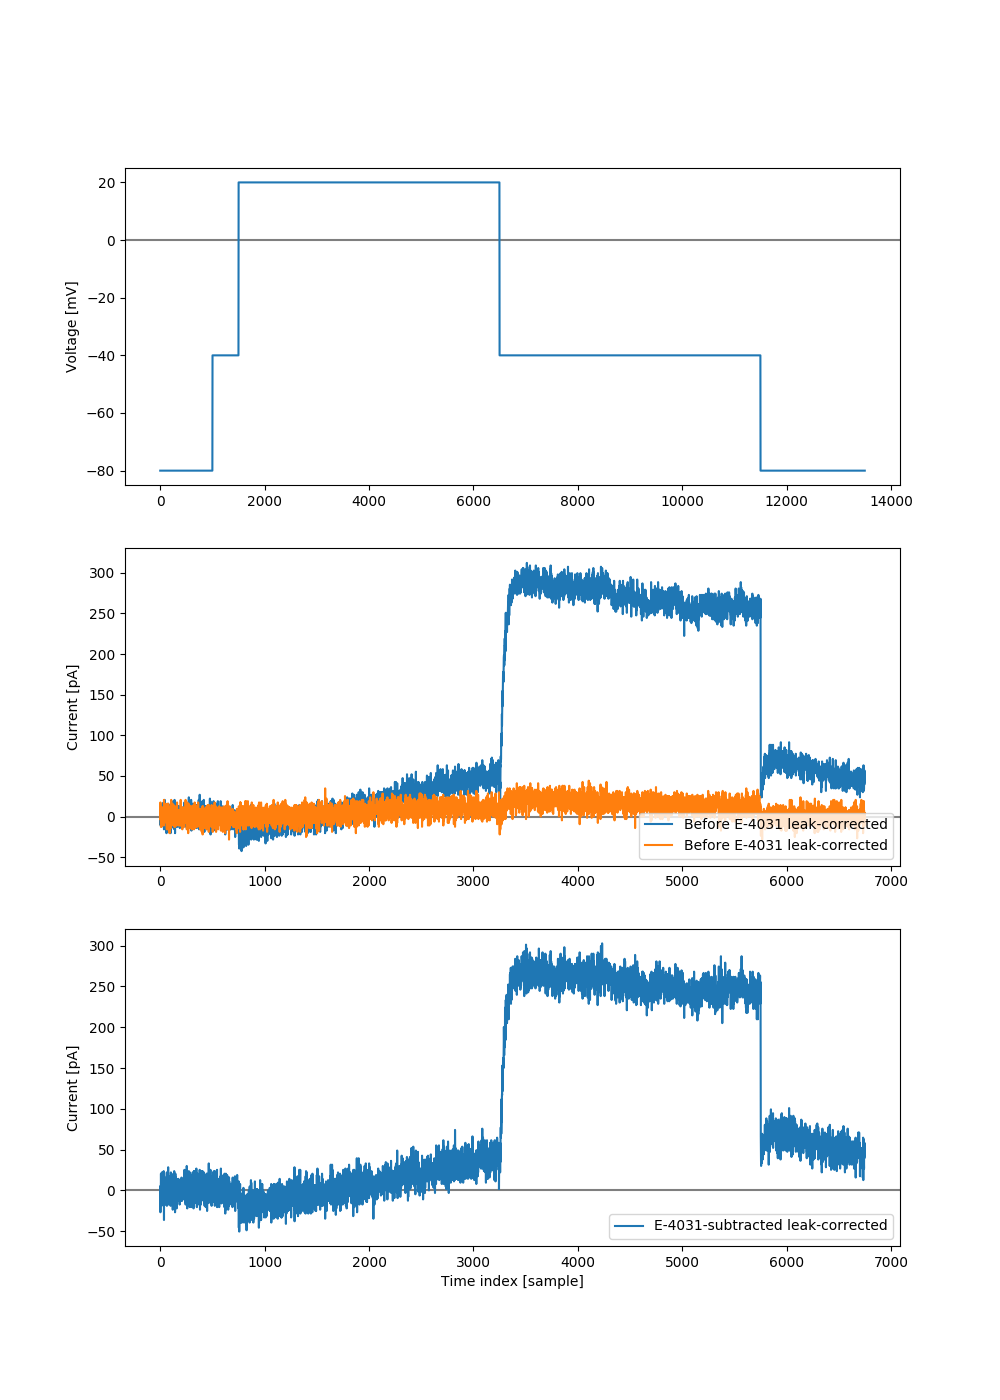 20
0
−20
−40
−60
−80
Voltage [mV]
0 2000 4000 6000 8000 10000 12000 14000
300
250
200
150
100
50
0
−50
Current [pA]
Before E-4031 leak-corrected
Before E-4031 leak-corrected
0 1000 2000 3000 4000 5000 6000 7000
300
250
200
150
100
50
0
−50
Current [pA]
E-4031-subtracted leak-corrected
0 1000 2000 3000 4000 5000 6000 7000
Time index [sample]